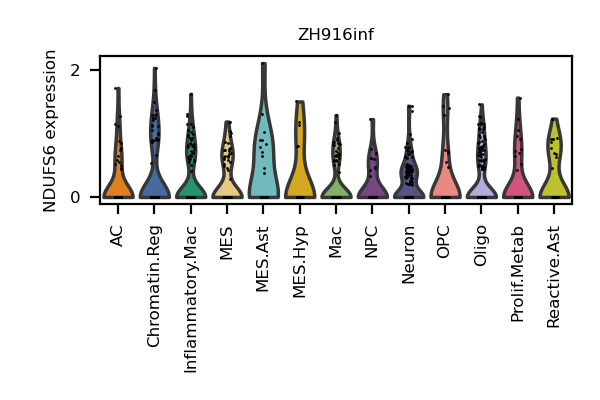 ZH916inf
NDUFS6 expression
2
0
AC
Chromatin.Reg
Inflammatory.Mac
MES
MES.Ast
MES.Hyp
Mac
NPC
Neuron
OPC
Oligo
Prolif.Metab
Reactive.Ast